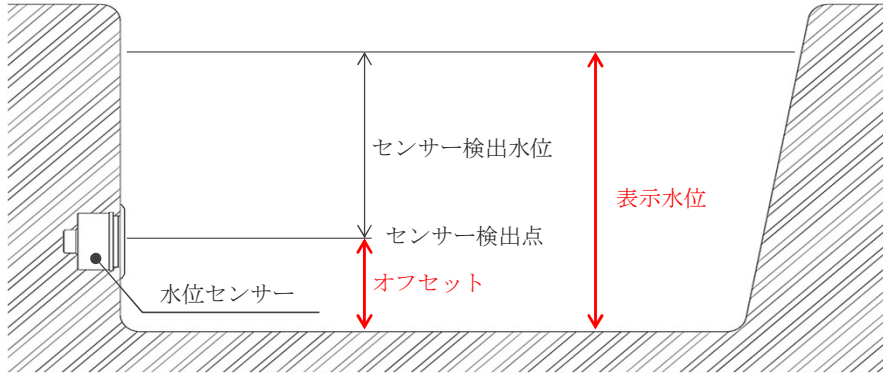 センサー検出水位
表示水位
センサー検出点
オフセット
水位センサー